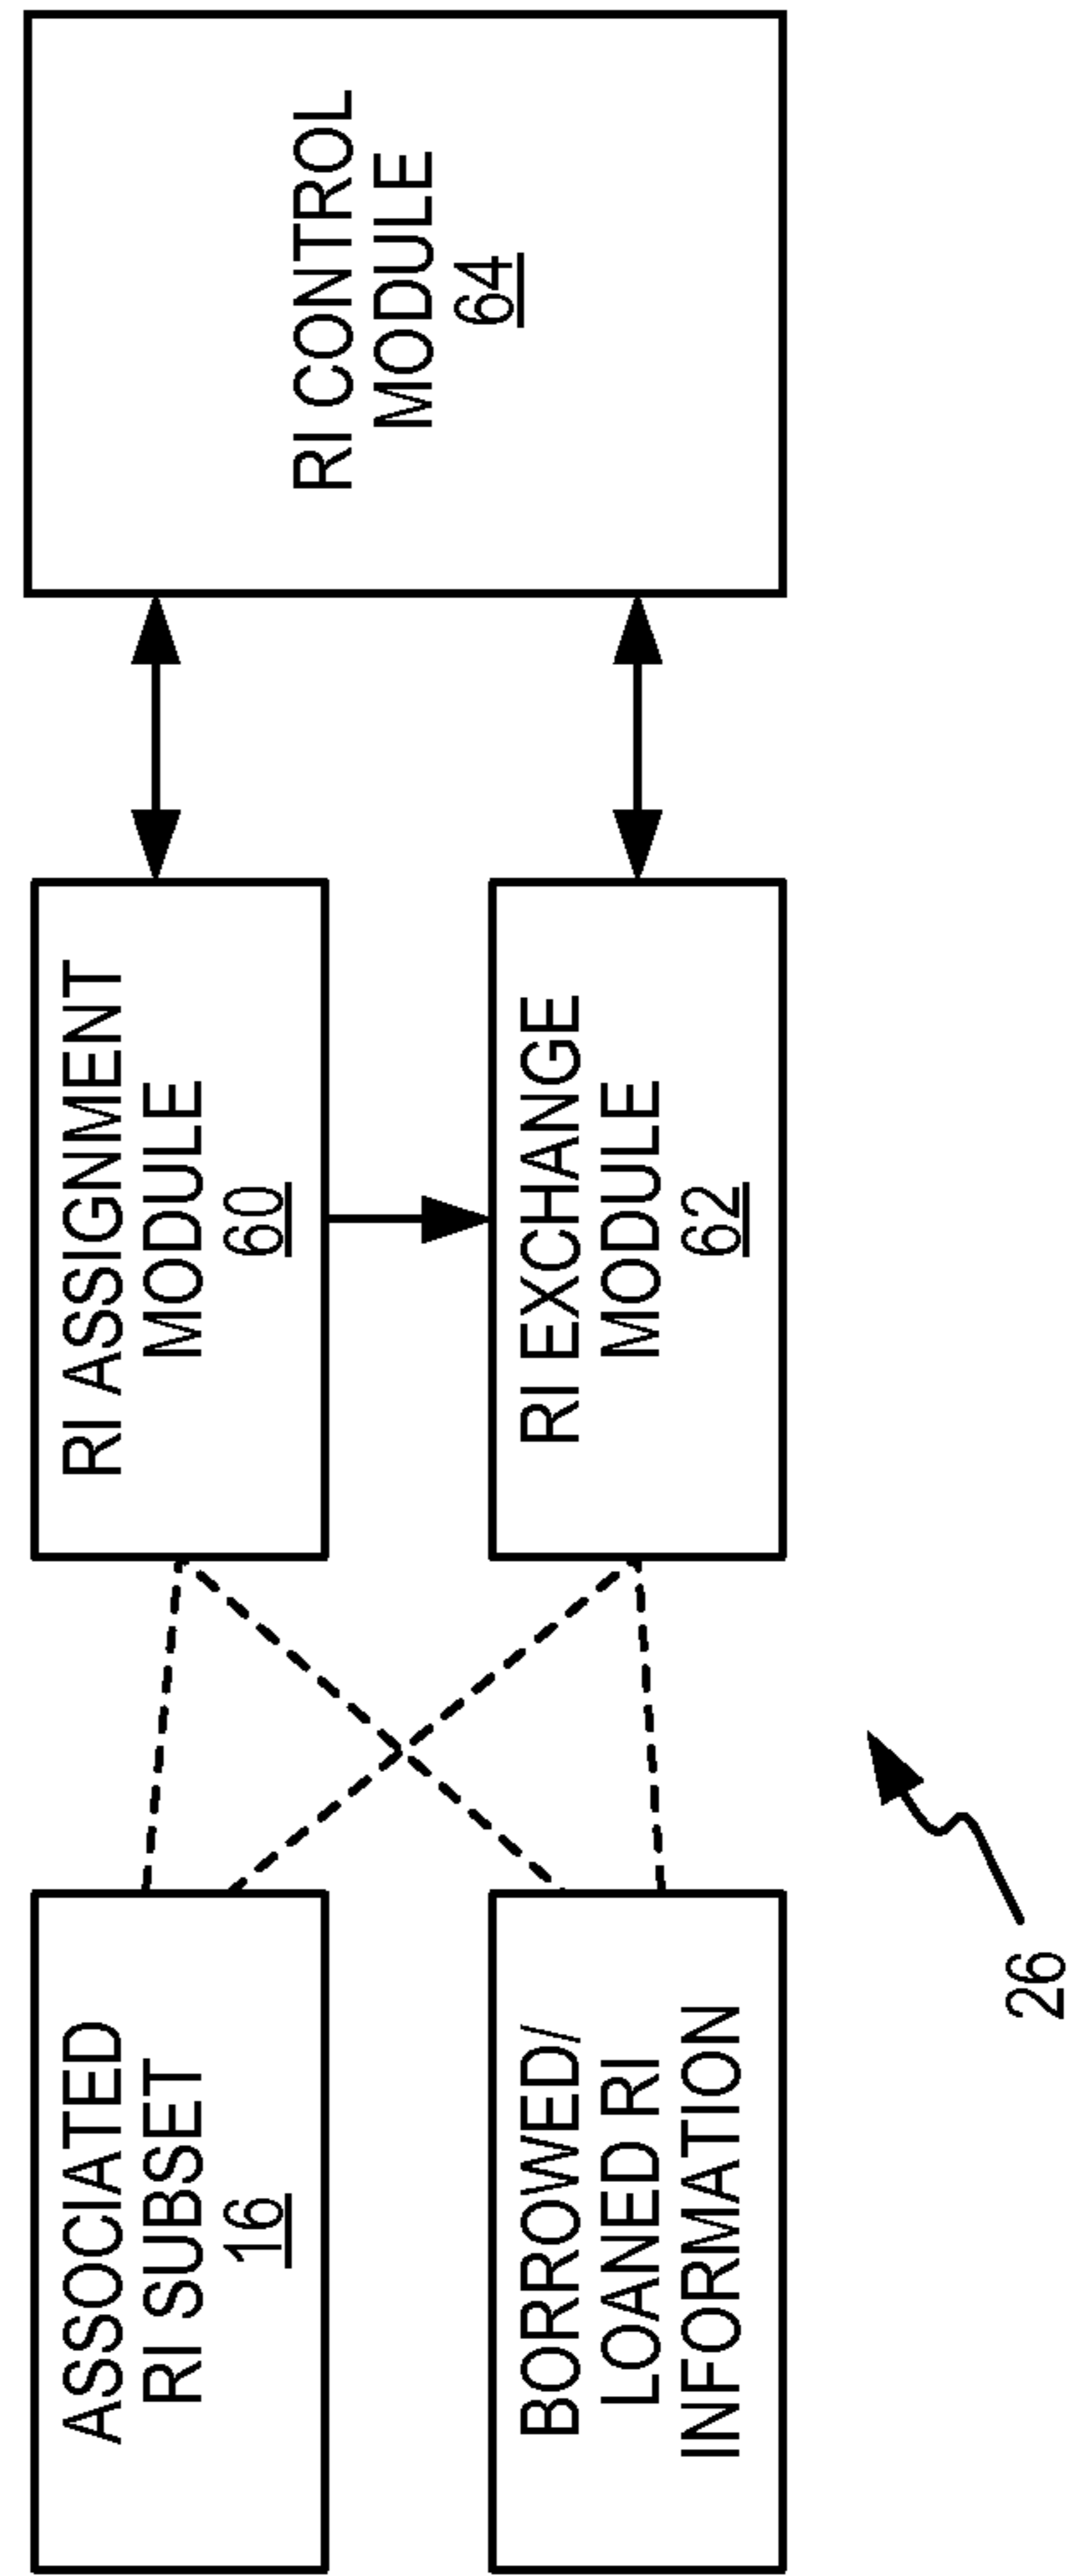 ASSOCIATED
RI SUBSET
16
RI ASSIGNMENT
MODULE
60
RI CONTROL
MODULE
64
BORROWED/
LOANED RI
INFORMATION
RI EXCHANGE
MODULE
62
26